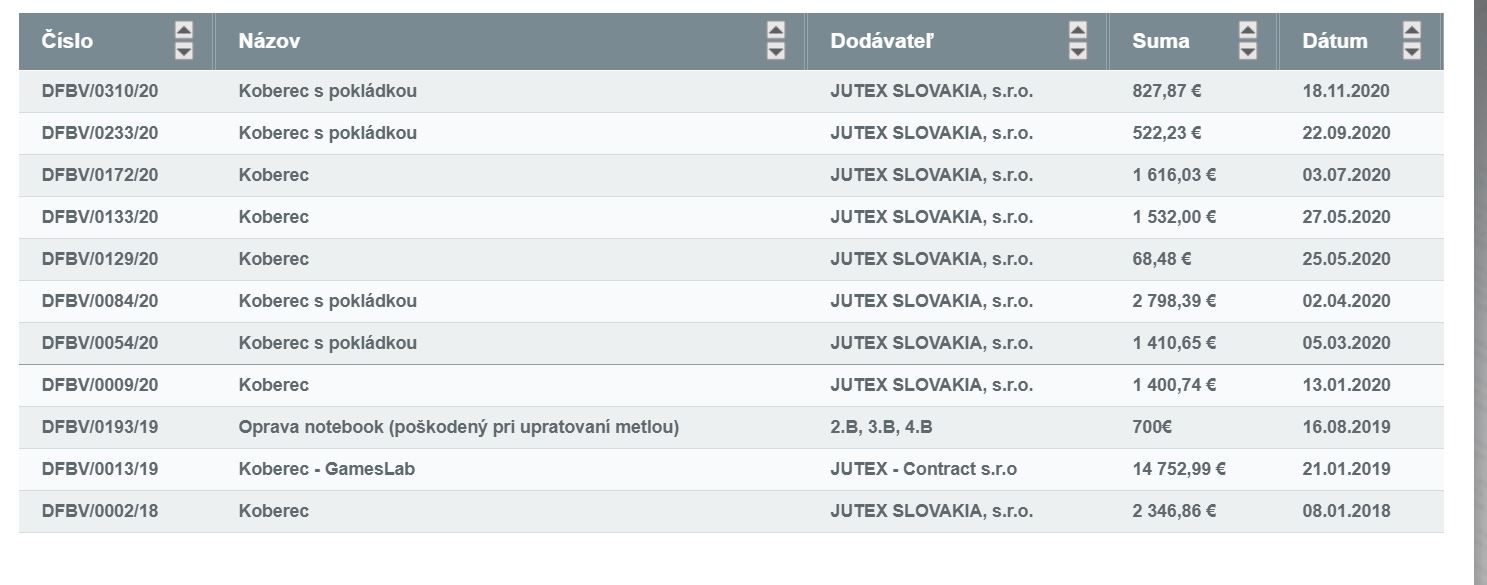 Číslo Názov Dodávateľ Suma Dátum
DFBV/0310/20 Koberec s pokládkou JUTEX SLOVAKIA, s.r.o. 827,87 € 18.11.2020
DFBV/0233/20 Koberec s pokládkou JUTEX SLOVAKIA, s.r.o. 522,23 € 22.09.2020
DFBV/0172/20 Koberec JUTEX SLOVAKIA, s.r.o. 1 616,03 € 03.07.2020
DFBV/0133/20 Koberec JUTEX SLOVAKIA, s.r.o. 1 532,00 € 27.05.2020
DFBV/0129/20 Koberec JUTEX SLOVAKIA, s.r.o. 68,48 € 25.05.2020
DFBV/0084/20 Koberec s pokládkou JUTEX SLOVAKIA, s.r.o. 2 798,39 € 02.04.2020
DFBV/0054/20 Koberec s pokládkou JUTEX SLOVAKIA, s.r.o. 1 410,65 € 05.03.2020
DFBV/0009/20 Koberec JUTEX SLOVAKIA, s.r.o. 1 400,74 € 13.01.2020
DFBV/0193/19 Oprava notebook (poškodený pri upratovaní metlou) 2.B, 3.B, 4.B 700€ 16.08.2019
DFBV/0013/19 Koberec - GamesLab JUTEX - Contract s.r.o 14 752,99 € 21.01.2019
DFBV/0002/18 Koberec JUTEX SLOVAKIA, s.r.o. 2 346,86 € 08.01.2018